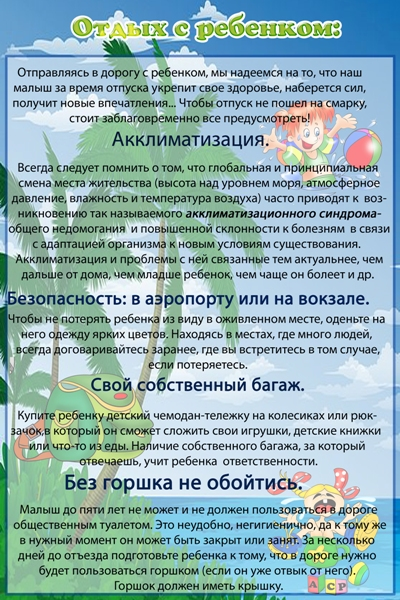 Отдых с ребенком:
Отправляясь в дорогу с ребенком, мы надеемся на то, что наш
малыш за время отпуска укрепит свое здоровье, наберется сил,
получит новые впечатления... Чтобы отпуск не пошел на смарку,
стоит заблаговременно все предусмотреть!
Акклиматизация.
Всегда следует помнить о том, что глобальная и принципиальная
смена места жительства (высота над уровнем моря, атмосферное
давление, влажность и температура воздуха) часто приводят к воз-
никновению так называемого акклиматизационного синдрома-
общего недомогания и повышенной склонности к болезням в связи
с адаптацией организма к новым условиям существования.
Акклиматизация и проблемы с ней связанные тем актуальнее, чем
дальше от дома, чем младше ребенок, чем чаще он болеет и др.
Безопасность: в аэропорту или на вокзале.
Чтобы не потерять ребенка из виду в оживленном месте, оденьте на
него одежду ярких цветов. Находясь в местах, где много людей,
всегда договаривайтесь заранее, где вы встретитесь в том случае,
если потеряетесь.
Свой собственный багаж.
Купите ребенку детский чемодан-тележку на колесиках или рюк-
зачок,в который он сможет сложить свои игрушки, детские книжки
или что-то из еды. Наличие собственного багажа, за который
отвечаешь, учит ребенка ответственности.
Без горшка не обойтись.
Малыш до пяти лет не может и не должен пользоваться в дороге
общественным туалетом. Это неудобно, негигиенично, да к тому же
в нужный момент он может быть закрыт или занят. За несколько
дней до отъезда подготовьте ребенка к тому, что в дороге нужно
будет пользоваться горшком (если он уже отвык от него).
Горшок должен иметь крышку.